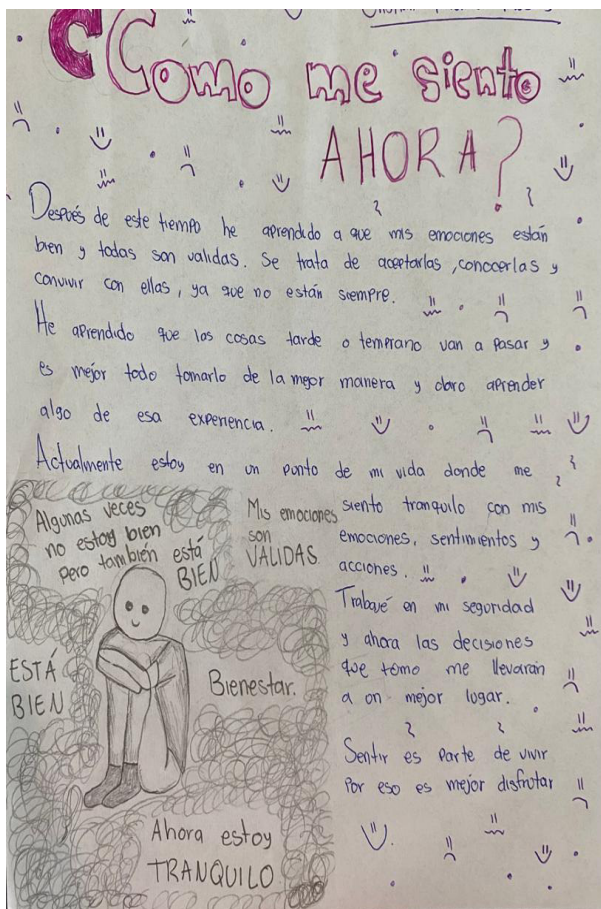 ¿Como me siento
AHORA?
Después de este tiempo he aprendido a que mis emociones están
bien y todas son validas. Se trata de aceptarlas, conocerlas y
convivir con ellas, ya que no están siempre.
He aprendido que las cosas tarde o temprano van a pasar y
es mejor todo tomarlo de la mejor manera y claro aprender
algo de esa experiencia.
Actualmente estoy en un punto de mi vida donde me
siento tranquilo con mis
emociones, sentimientos y
acciones.
Trabajé en mi seguridad
y ahora las decisiones
que tomo me llevaran
a un mejor lugar.
Sentir es parte de vivir
Por eso es mejor disfrutar
Algunas veces
no estoy bien
pero también está
BIEN
Mis emociones
son
VALIDAS
ESTÁ
BIEN
Bienestar.
Ahora estoy
TRANQUILO